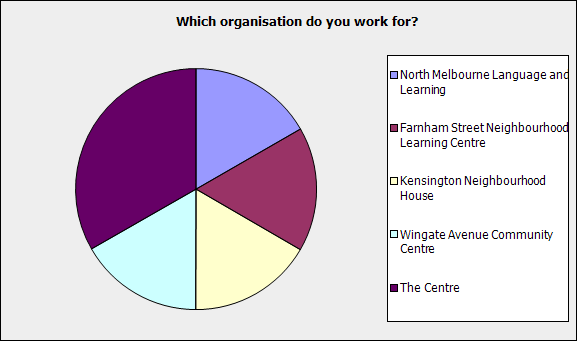 Which organisation do you work for?
North Melbourne Language and
Learning
Farnham Street Neighbourhood
Learning Centre
Kensington Neighbourhood
House
Wingate Avenue Community
Centre
The Centre